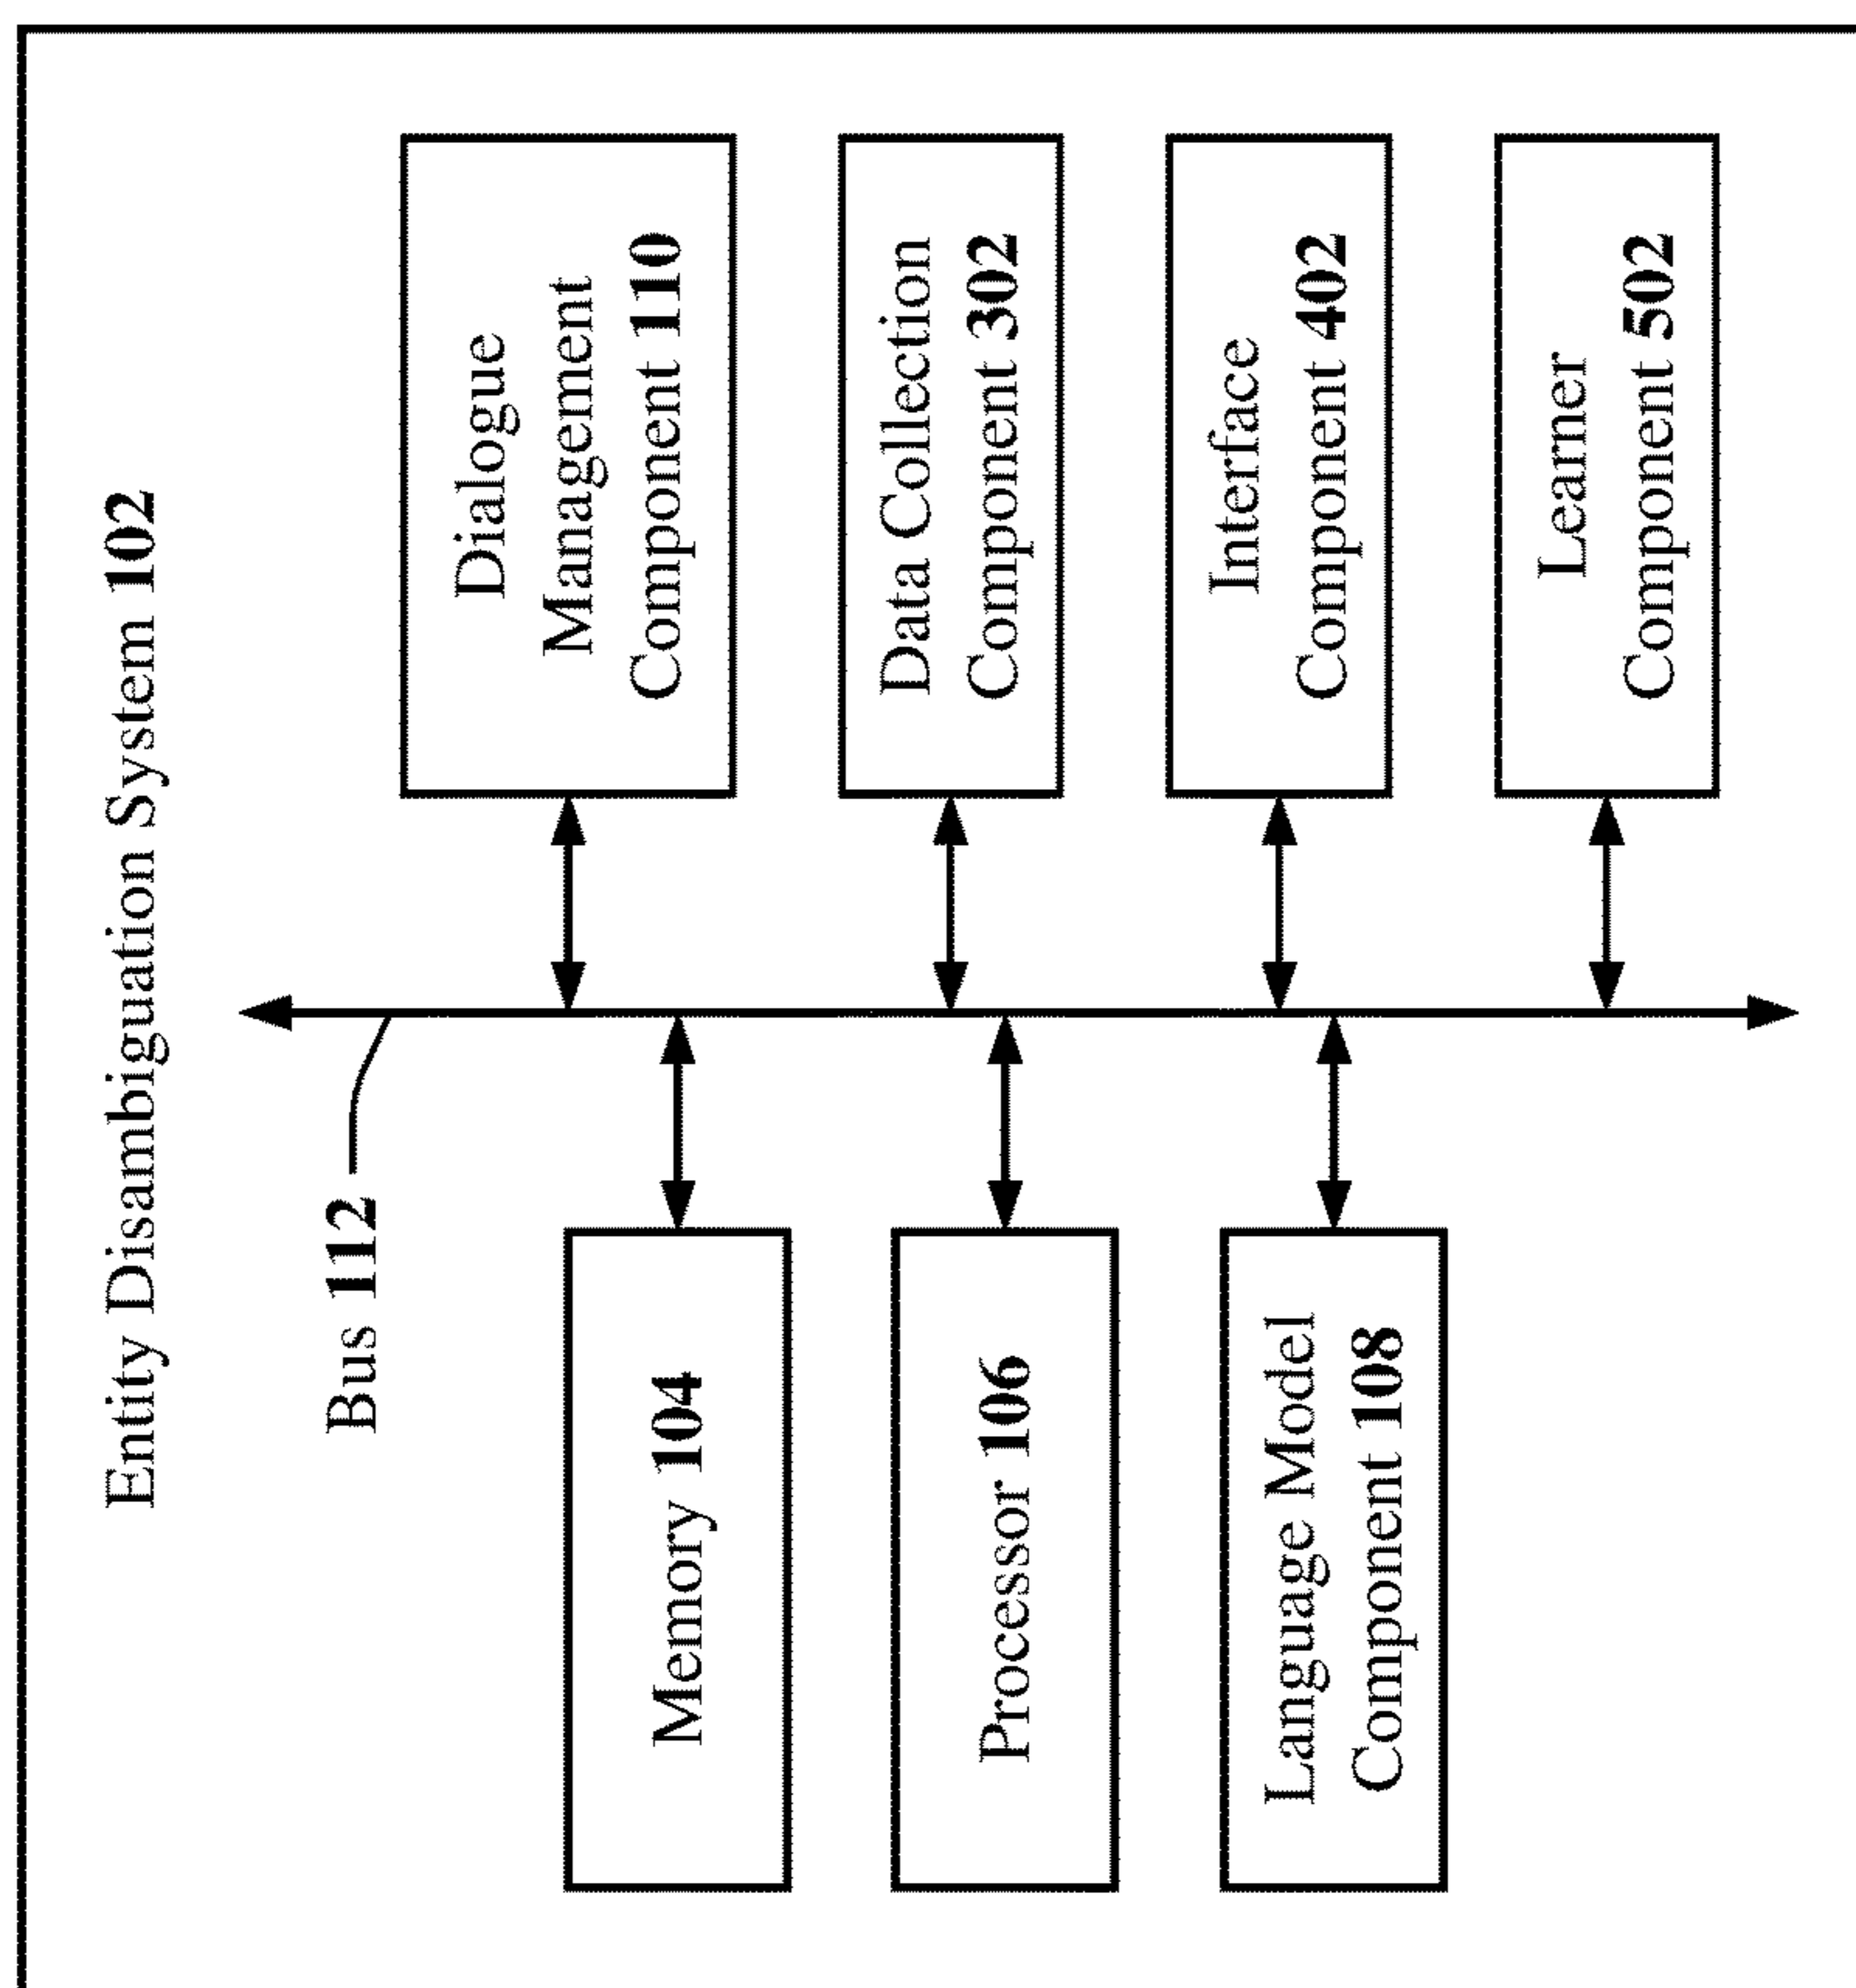 Entity Disambiguation System 102
Bus 112
Memory 104
Processor 106
Language Model
Component 108
Dialogue
Management
Component 110
Data Collection
Component 302
Interface
Component 402
Learner
Component 502